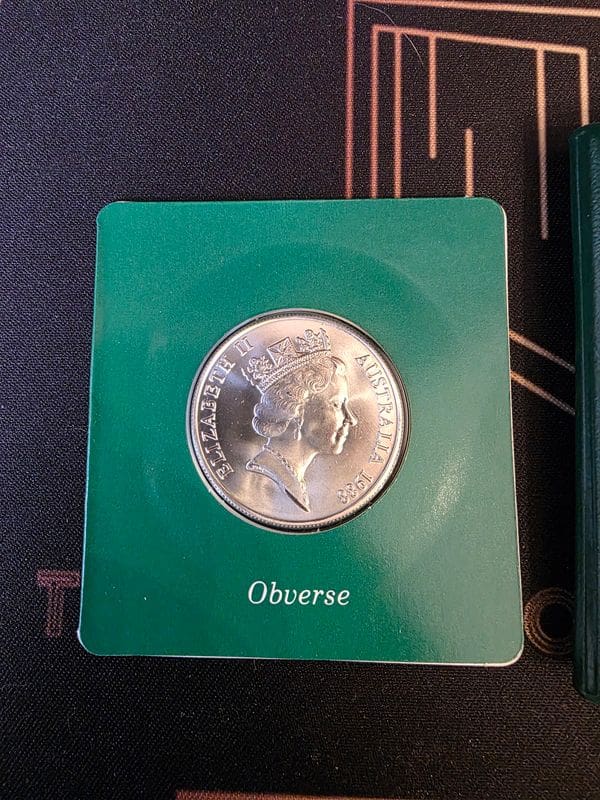 ELIZABETH II
AUSTRALIA 1988
Obverse
T
O